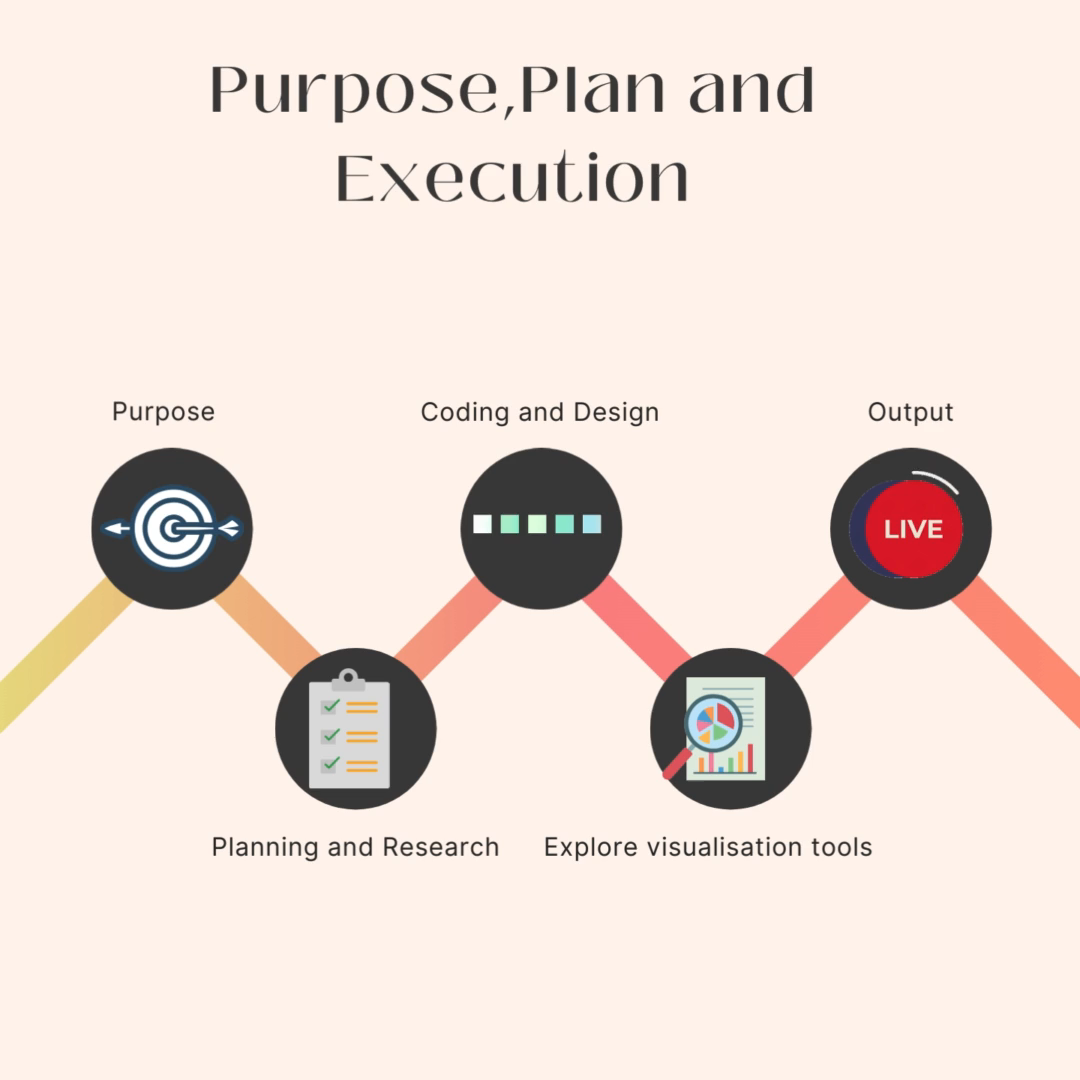 Purpose,Plan and
Execution
Purpose
Coding and Design
Output
LIVE
Planning and Research
Explore visualisation tools